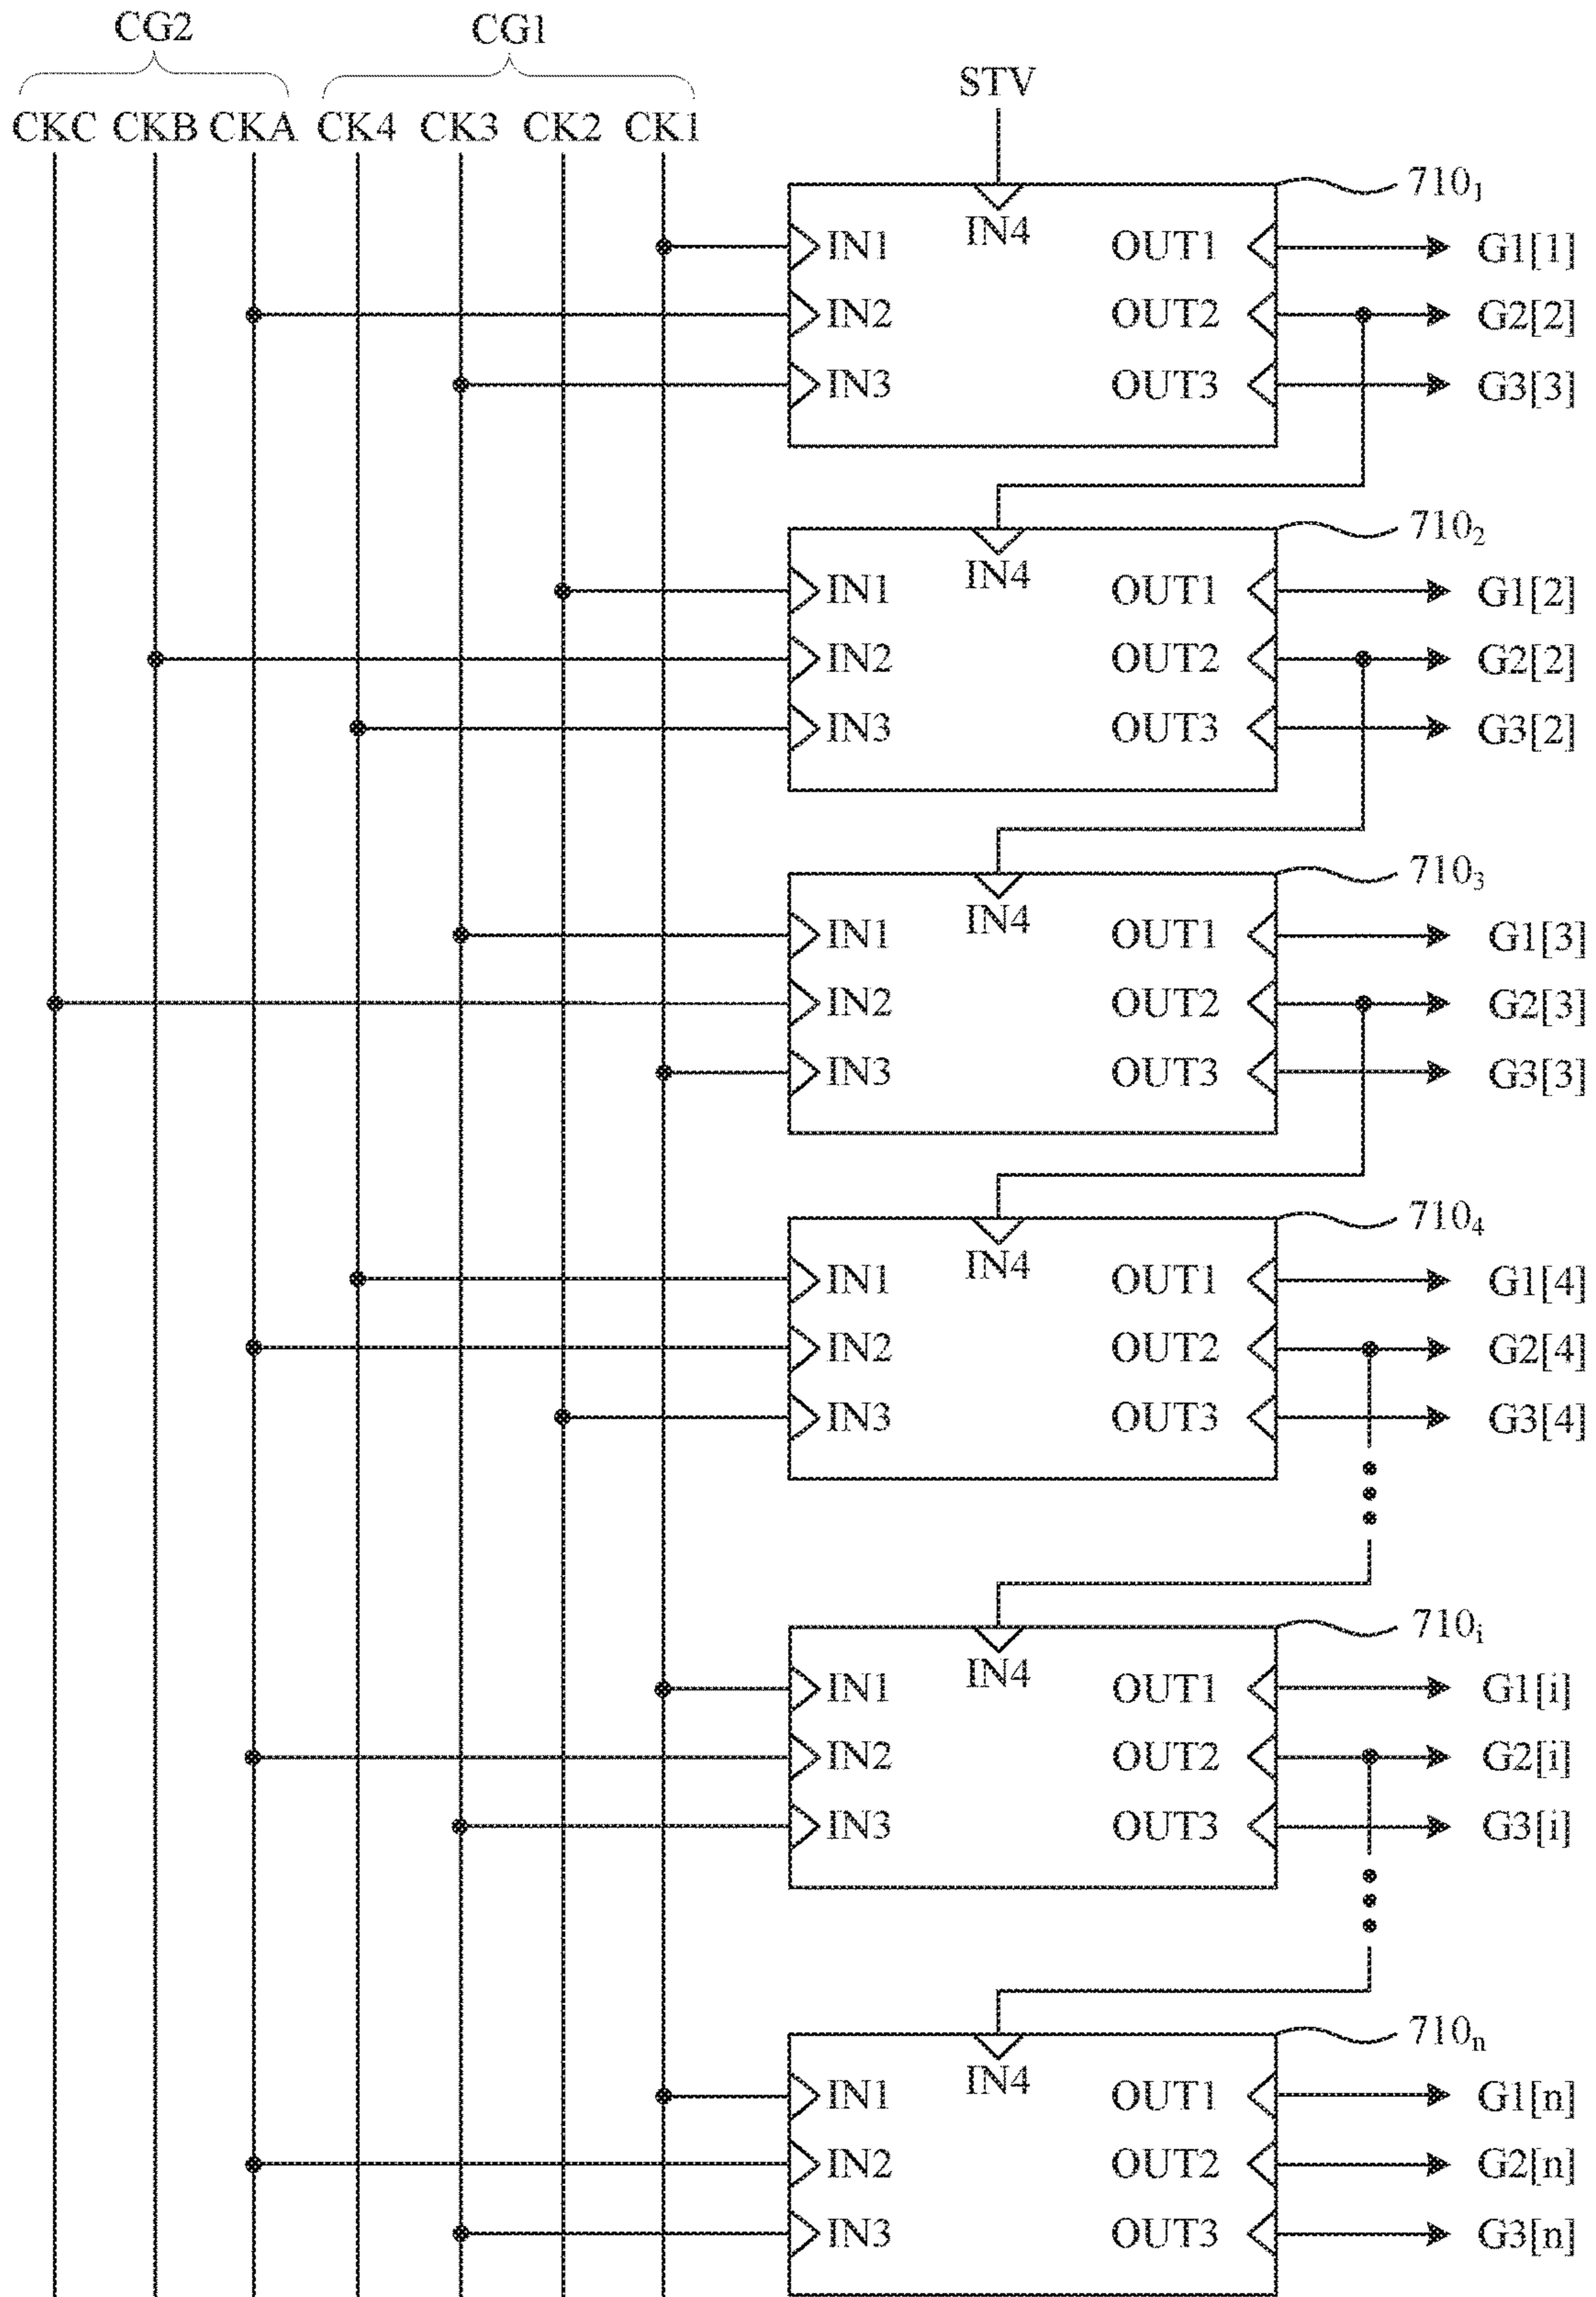 CG2 CG1
STV
CKC CKB CKA CK4 CK3 CK2 CK1
710₁
IN4
IN1 OUT1 G1[1]
IN2 OUT2 G2[2]
IN3 OUT3 G3[3]
710₂
IN4
IN1 OUT1 G1[2]
IN2 OUT2 G2[2]
IN3 OUT3 G3[2]
710₃
IN4
IN1 OUT1 G1[3]
IN2 OUT2 G2[3]
IN3 OUT3 G3[3]
710₄
IN4
IN1 OUT1 G1[4]
IN2 OUT2 G2[4]
IN3 OUT3 G3[4]
710ᵢ
IN4
IN1 OUT1 G1[i]
IN2 OUT2 G2[i]
IN3 OUT3 G3[i]
710ₙ
IN4
IN1 OUT1 G1[n]
IN2 OUT2 G2[n]
IN3 OUT3 G3[n]